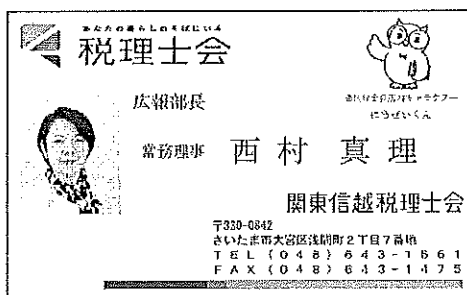 あなたの暮らしのそばにいる
税理士会
広報部長
常務理事 西村 真理
関東信越税理士会
〒330-0842
さいたま市大宮区浅間町2丁目7番地
TEL (048) 643-1661
FAX (048) 643-1475